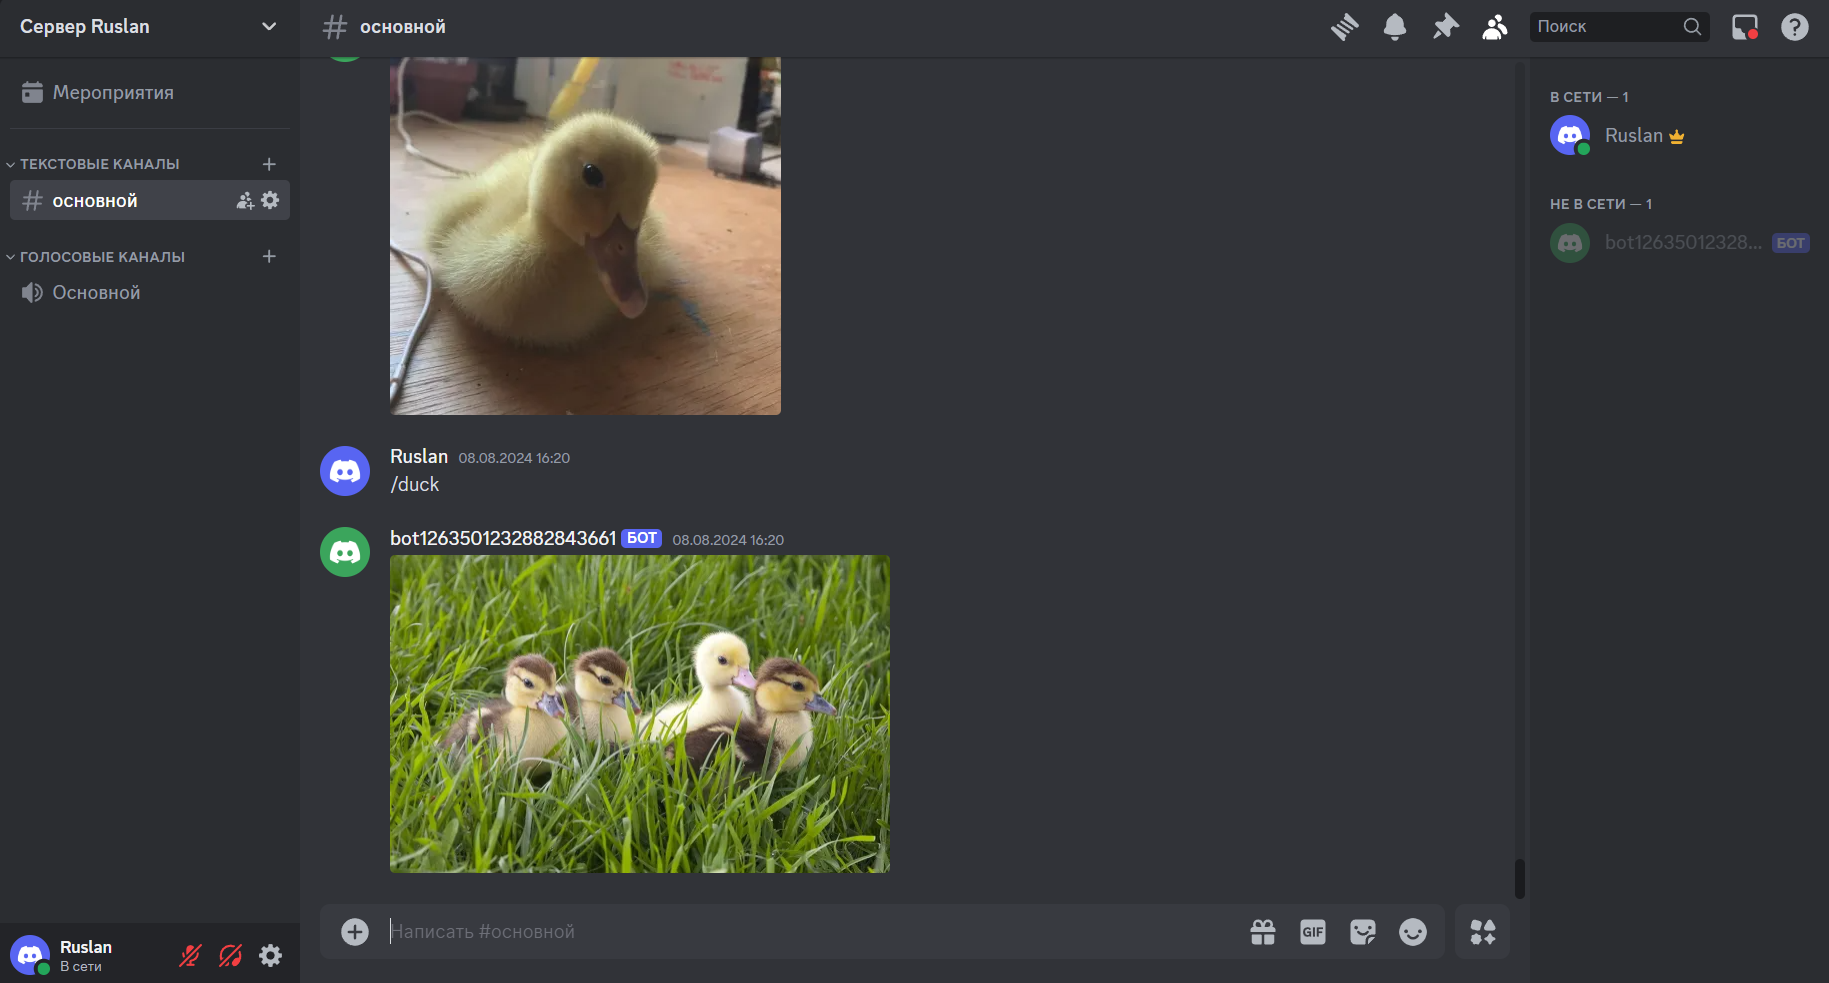 Сервер Ruslan
Мероприятия
ТЕКСТОВЫЕ КАНАЛЫ
основной
ГОЛОСОВЫЕ КАНАЛЫ
Основной
Ruslan
В сети
основной
Поиск
Ruslan 08.08.2024 16:20
/duck
bot1263501232882843661 БОТ 08.08.2024 16:20
Написать #основной
GIF
В СЕТИ — 1
Ruslan
НЕ В СЕТИ — 1
bot12635012328... БОТ